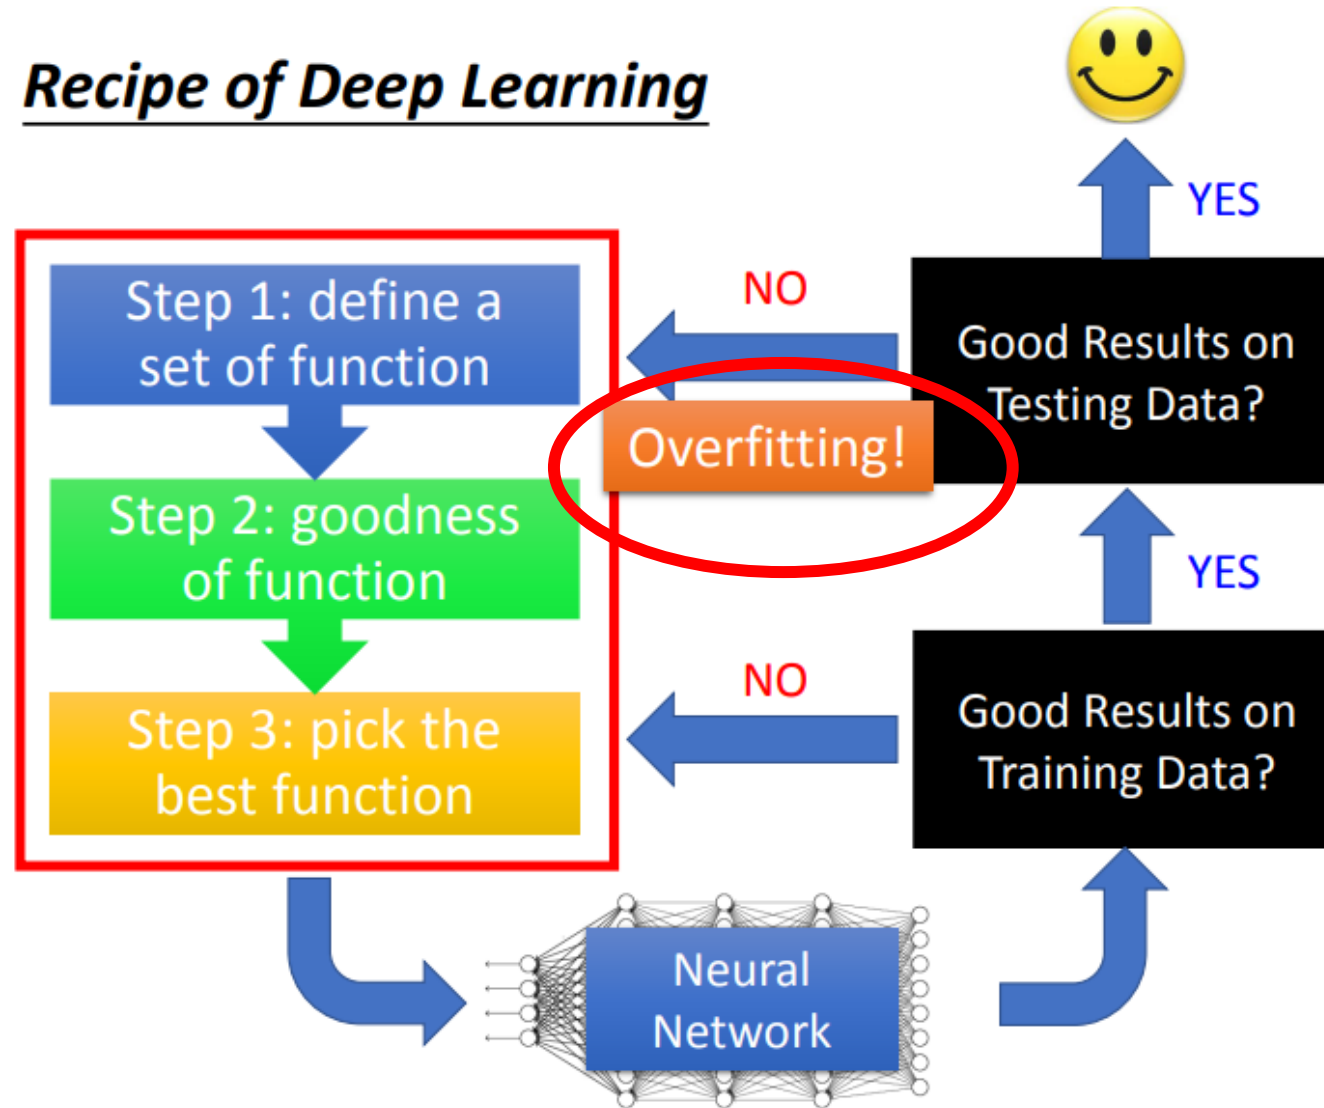 Recipe of Deep Learning
YES
Step 1: define a
set of function
NO
Good Results on
Testing Data?
Overfitting!
Step 2: goodness
of function
YES
Step 3: pick the
best function
NO
Good Results on
Training Data?
Neural
Network